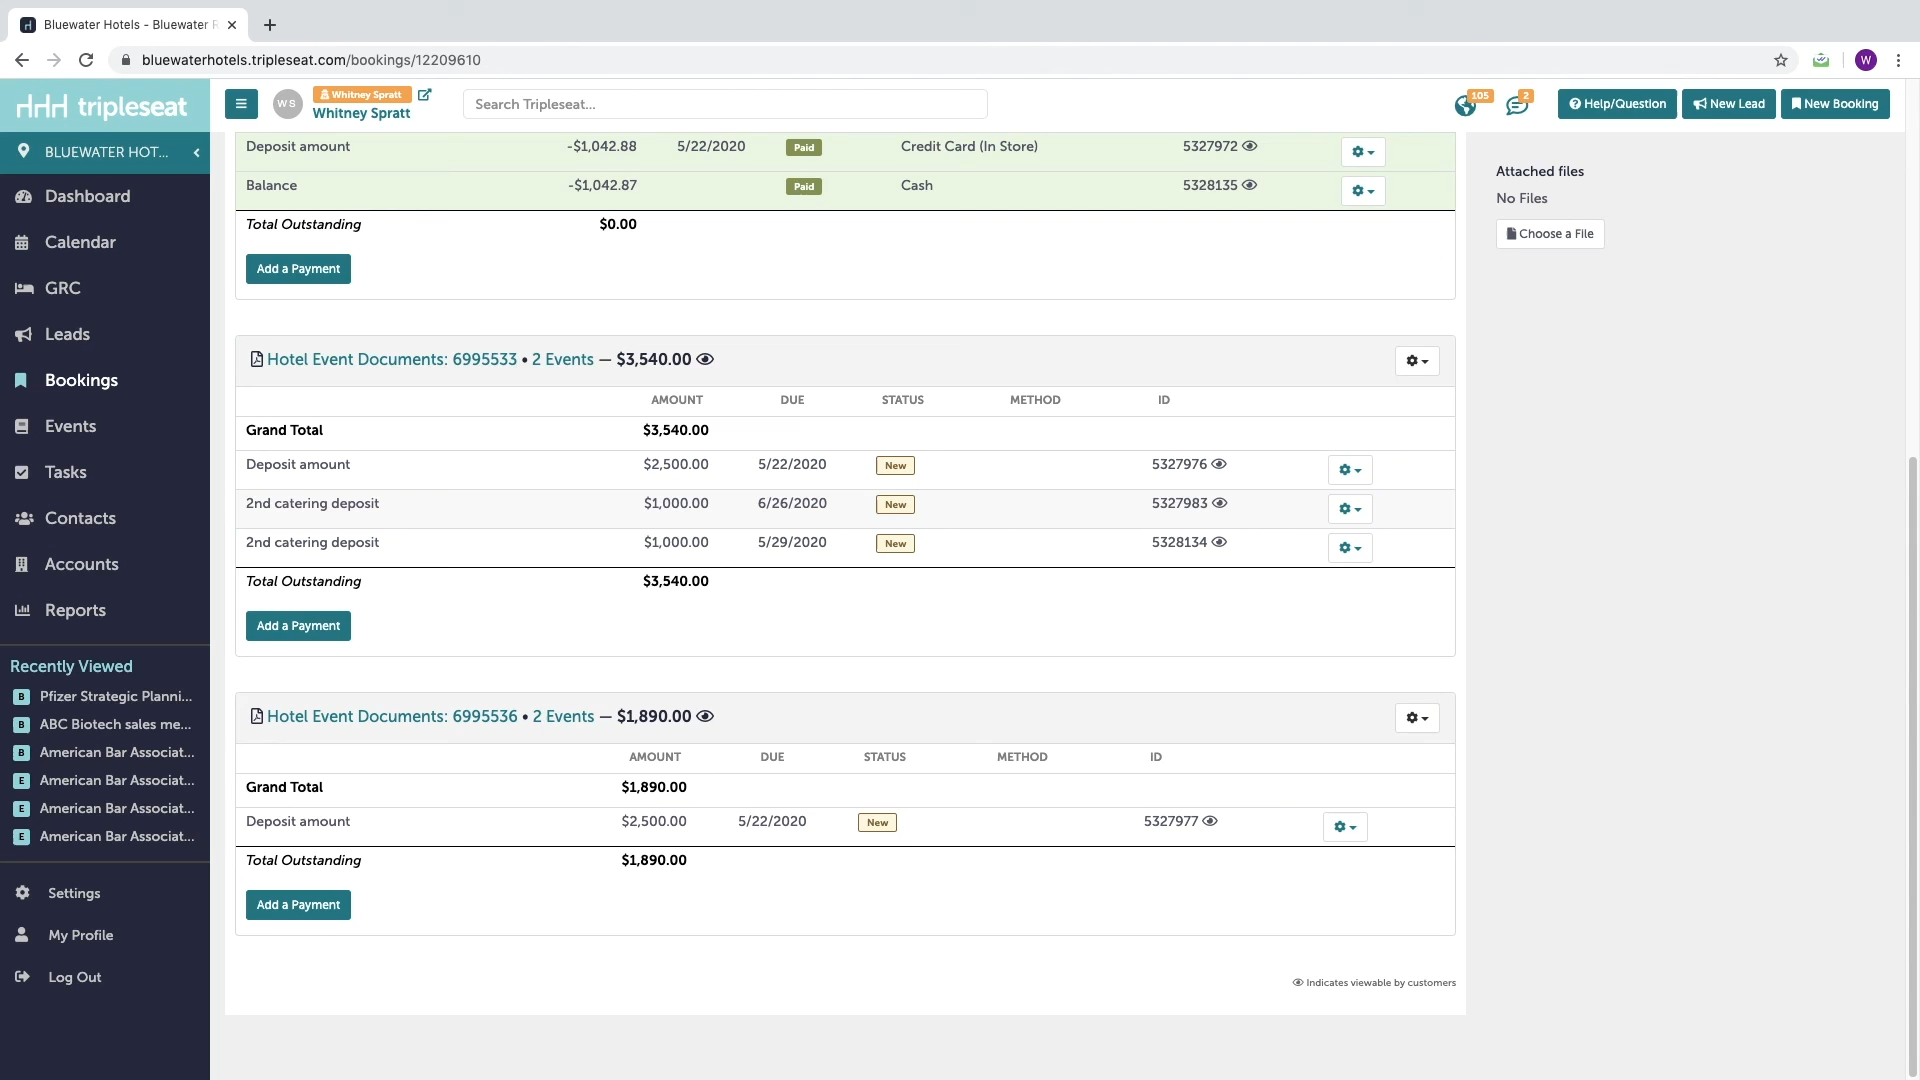 Bluewater Hotels - Bluewater R
bluewaterhotels.tripleseat.com/bookings/12209610
W
tripleseat
WS
Whitney Spratt
Whitney Spratt
Search Tripleseat...
105
2
Help/Question
New Lead
New Booking
BLUEWATER HOT...
Dashboard
Calendar
GRC
Leads
Bookings
Events
Tasks
Contacts
Accounts
Reports
Recently Viewed
B Pfizer Strategic Planni...
B ABC Biotech sales me...
B American Bar Associat...
E American Bar Associat...
E American Bar Associat...
E American Bar Associat...
Settings
My Profile
Log Out
Deposit amount -$1,042.88 5/22/2020 Paid Credit Card (In Store) 5327972
Balance -$1,042.87 Paid Cash 5328135
Total Outstanding $0.00
Add a Payment
Hotel Event Documents: 6995533 • 2 Events — $3,540.00
AMOUNT DUE STATUS METHOD ID
Grand Total $3,540.00
Deposit amount $2,500.00 5/22/2020 New 5327976
2nd catering deposit $1,000.00 6/26/2020 New 5327983
2nd catering deposit $1,000.00 5/29/2020 New 5328134
Total Outstanding $3,540.00
Add a Payment
Hotel Event Documents: 6995536 • 2 Events — $1,890.00
AMOUNT DUE STATUS METHOD ID
Grand Total $1,890.00
Deposit amount $2,500.00 5/22/2020 New 5327977
Total Outstanding $1,890.00
Add a Payment
Indicates viewable by customers
Attached files
No Files
Choose a File